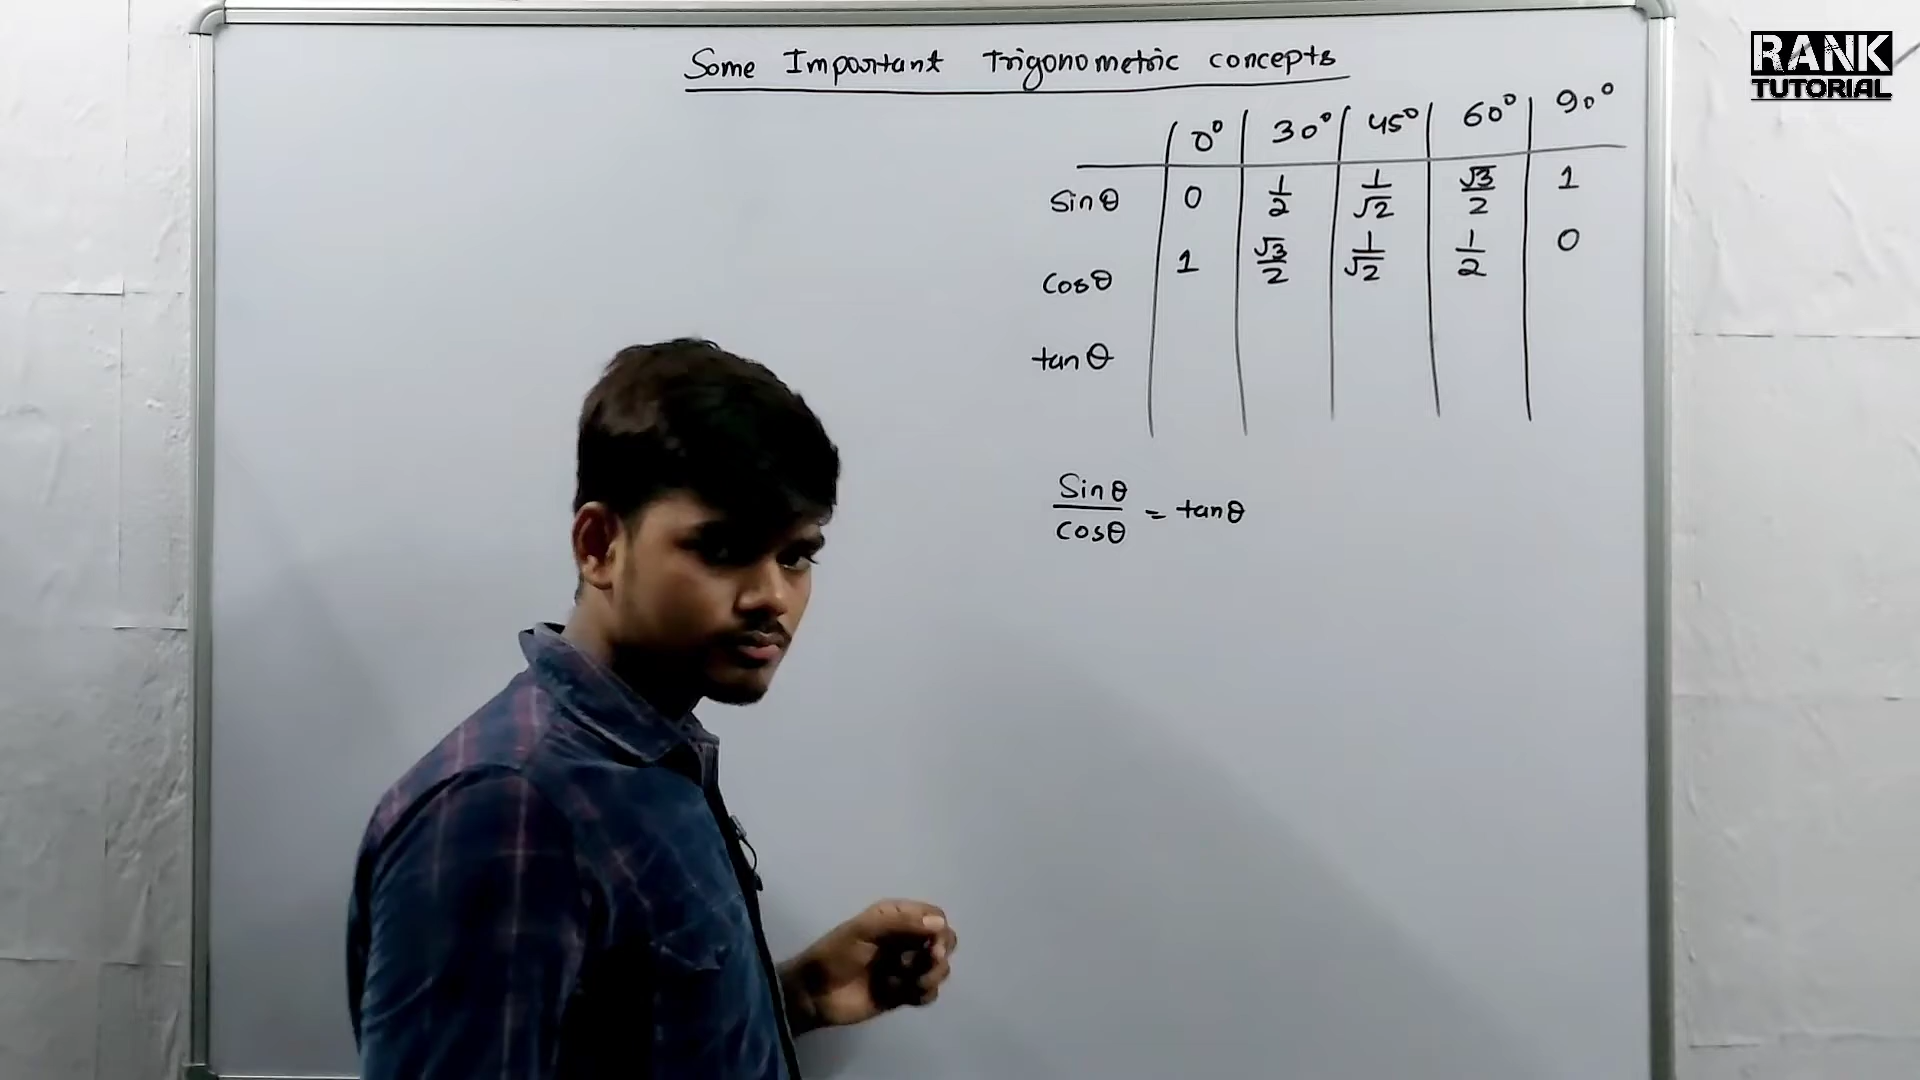 Some Important Trigonometric concepts
RANK
TUTORIAL
0° 30° 45° 60° 90°
Sinθ 0 1/2 1/√2 √3/2 1
Cosθ 1 √3/2 1/√2 1/2 0
tanθ
Sinθ/Cosθ = tanθ